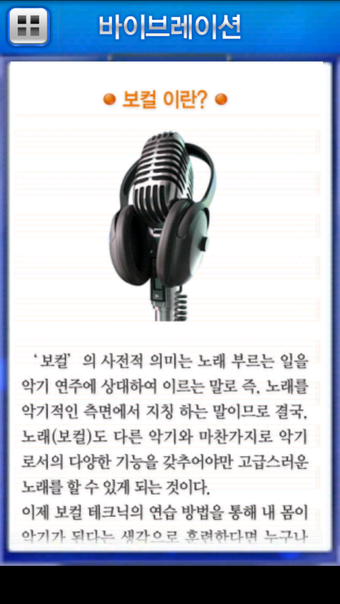 바이브레이션
보컬 이란?
‘보컬’의 사전적 의미는 노래 부르는 일을
악기 연주에 상대하여 이르는 말로 즉, 노래를
악기적인 측면에서 지칭 하는 말이므로 결국,
노래(보컬)도 다른 악기와 마찬가지로 악기
로서의 다양한 기능을 갖추어야만 고급스러운
노래를 할 수 있게 되는 것이다.
이제 보컬 테크닉의 연습 방법을 통해 내 몸이
악기가 된다는 생각으로 훈련한다면 누구나